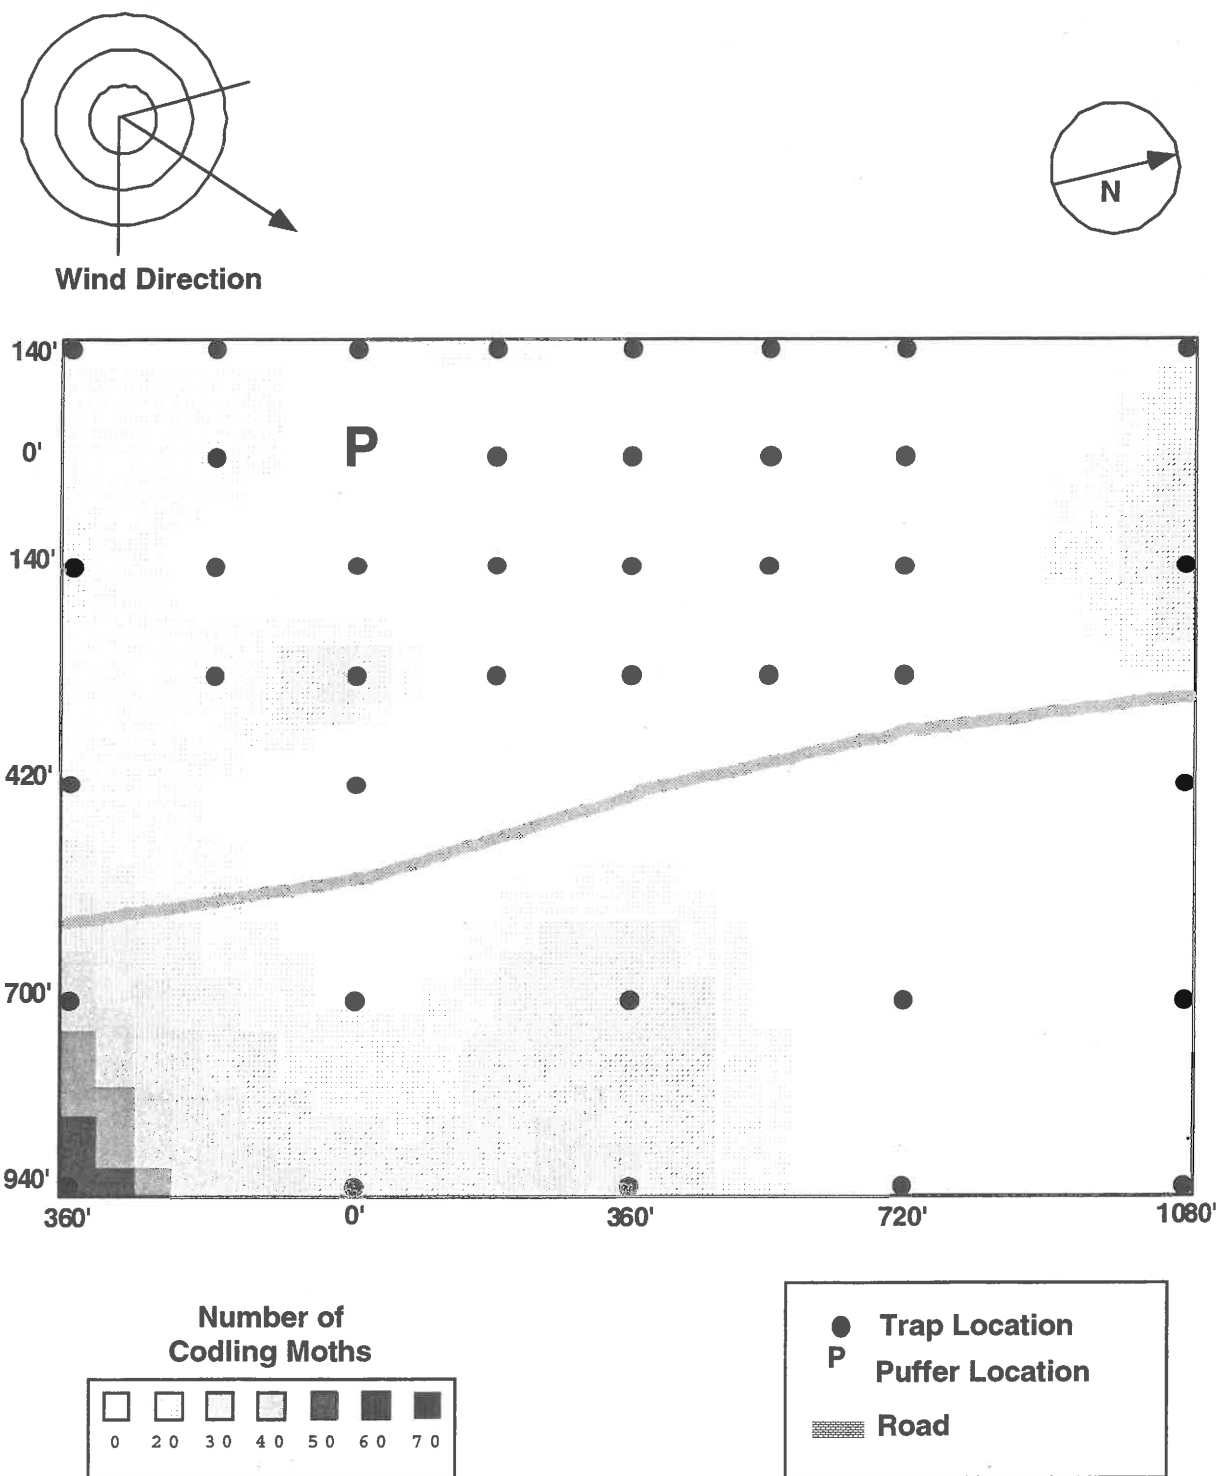 N
Wind Direction
140'
0'
P
140'
420'
700'
940'
360' 0' 360' 720' 1080'
Number of
Codling Moths
0 20 30 40 50 60 70
Trap Location
P Puffer Location
Road